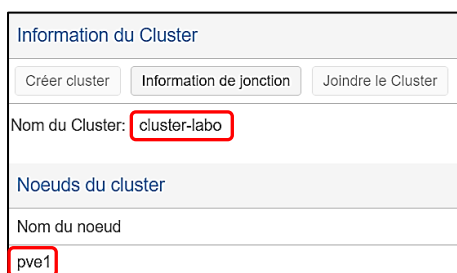 Information du Cluster
Créer cluster Information de jonction Joindre le Cluster
Nom du Cluster: cluster-labo
Noeuds du cluster
Nom du noeud
pve1